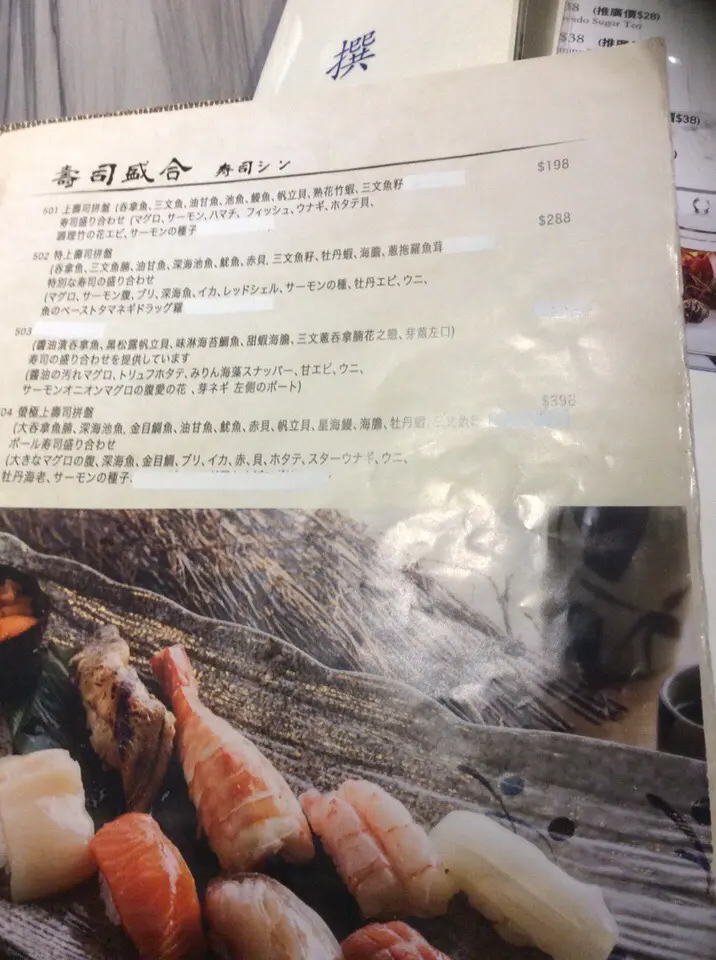 撰
38 (推廣價$28)
$38
$38)
壽司盛合 寿司シン
501 上壽司拼盤 (吞拿魚、三文魚、油甘魚、池魚、鰻魚、帆立貝、熟花竹蝦、三文魚籽 $198
寿司盛り合わせ (マグロ、サーモン、ハマチ、フィッシュ、ウナギ、ホタテ貝、
調理竹の花エビ、サーモンの種子
502 特上壽司拼盤 $288
(吞拿魚、三文魚腩、油甘魚、深海池魚、魷魚、赤貝、三文魚籽、牡丹蝦、海膽、蔥拖羅魚茸
特別な寿司の盛り合わせ
(マグロ、サーモン腹、ブリ、深海魚、イカ、レッドシェル、サーモンの種、牡丹エビ、ウニ、
魚のペーストタマネギドラッグ羅
503
(醬油漬吞拿魚、黑松露帆立貝、味淋海苔鯛魚、甜蝦海膽、三文蔥吞拿腩花之戀、芽蔥左口)
寿司の盛り合わせを提供しています
(醤油の汚れマグロ、トリュフホタテ、みりん海藻スナッパー、甘エビ、ウニ、
サーモンオニオンマグロの腹愛の花、芽ネギ 左側のポート)
04 螢極上壽司拼盤 $398
(大吞拿魚腩、深海池魚、金目鯛魚、油甘魚、魷魚、赤貝、帆立貝、星海鰻、海膽、牡丹蝦、三文魚
ポール寿司盛り合わせ
(大きなマグロの腹、深海魚、金目鯛、ブリ、イカ、赤、貝、ホタテ、スターウナギ、ウニ、
牡丹海老、サーモンの種子、